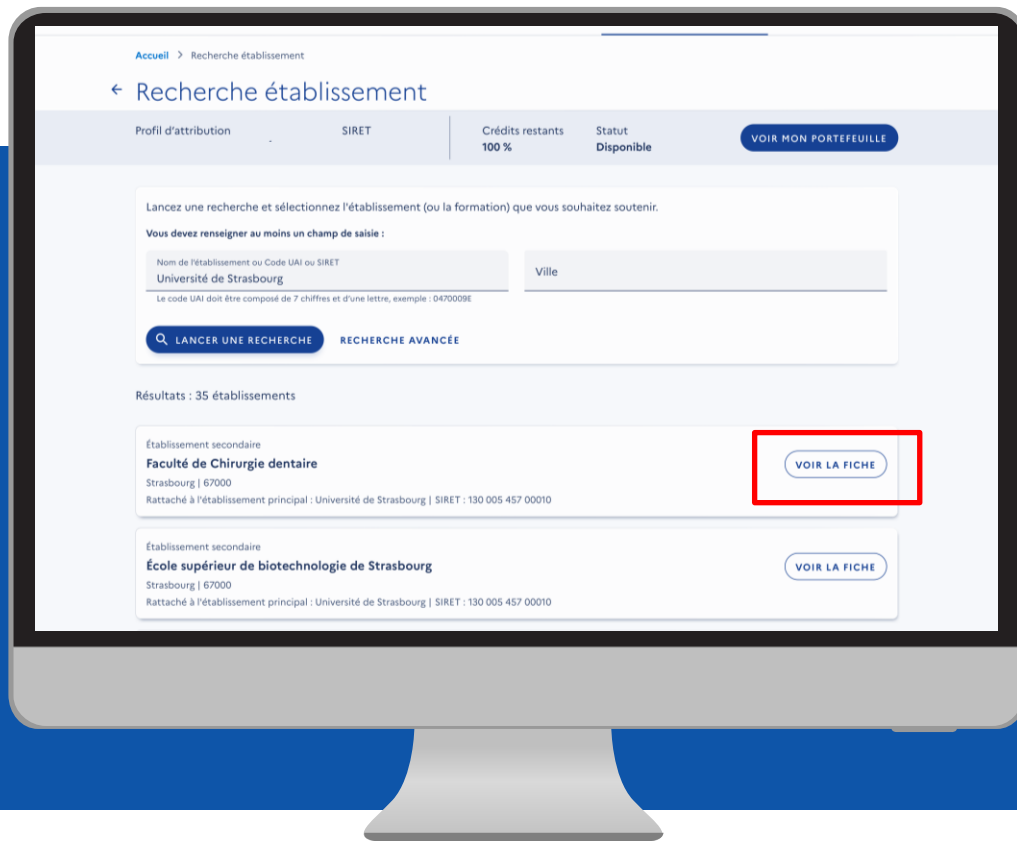 Accueil > Recherche établissement
← Recherche établissement
Profil d'attribution SIRET Crédits restants Statut
- 100 % Disponible
VOIR MON PORTEFEUILLE
Lancez une recherche et sélectionnez l'établissement (ou la formation) que vous souhaitez soutenir.
Vous devez renseigner au moins un champ de saisie :
Nom de l'établissement ou Code UAI ou SIRET
Université de Strasbourg
Ville
Le code UAI doit être composé de 7 chiffres et d'une lettre, exemple : 0470009E
LANCER UNE RECHERCHE RECHERCHE AVANCÉE
Résultats : 35 établissements
Établissement secondaire
Faculté de Chirurgie dentaire
Strasbourg | 67000
Rattaché à l'établissement principal : Université de Strasbourg | SIRET : 130 005 457 00010
VOIR LA FICHE
Établissement secondaire
École supérieur de biotechnologie de Strasbourg
Strasbourg | 67000
Rattaché à l'établissement principal : Université de Strasbourg | SIRET : 130 005 457 00010
VOIR LA FICHE